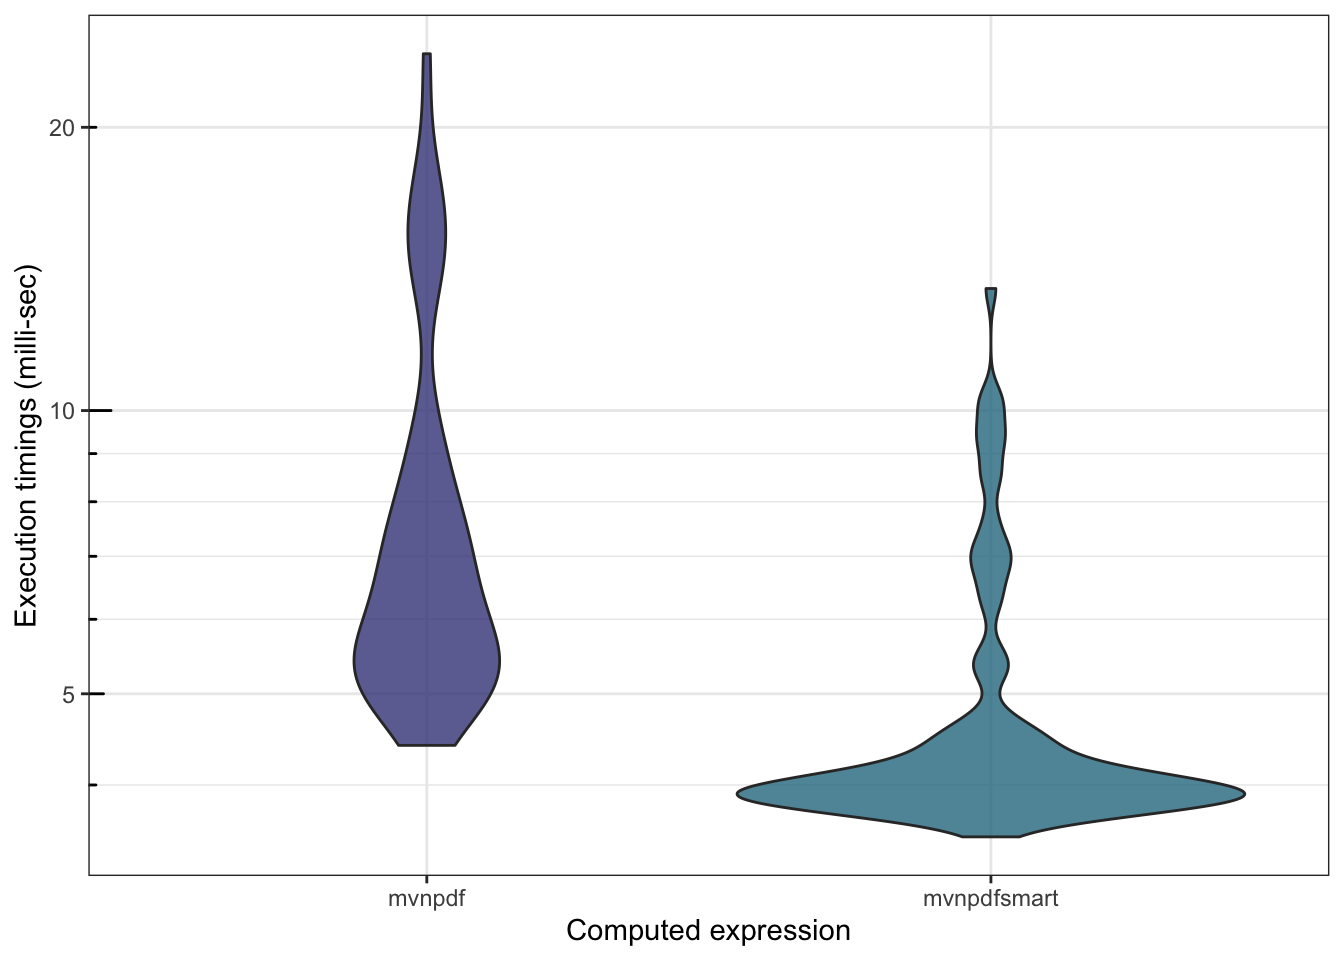 20
10
5
Execution timings (milli-sec)
mvnpdf
mvnpdfsmart
Computed expression